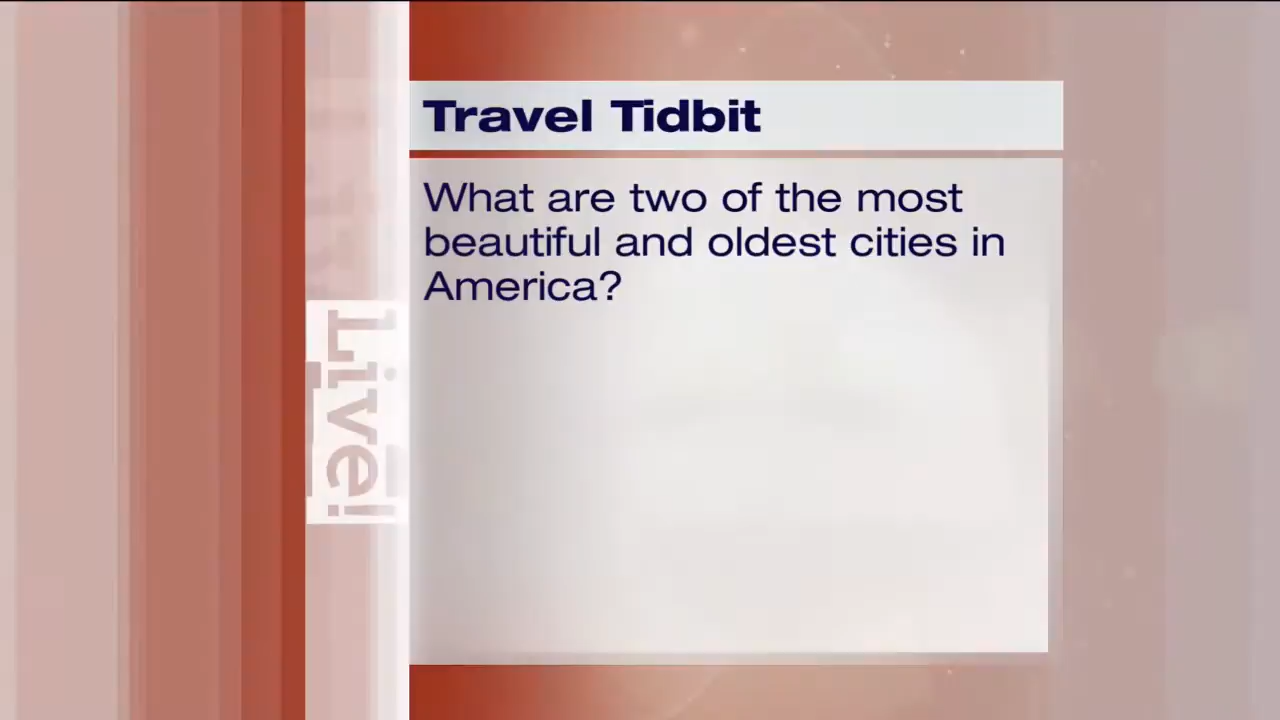 Travel Tidbit
What are two of the most
beautiful and oldest cities in
America?
Live!